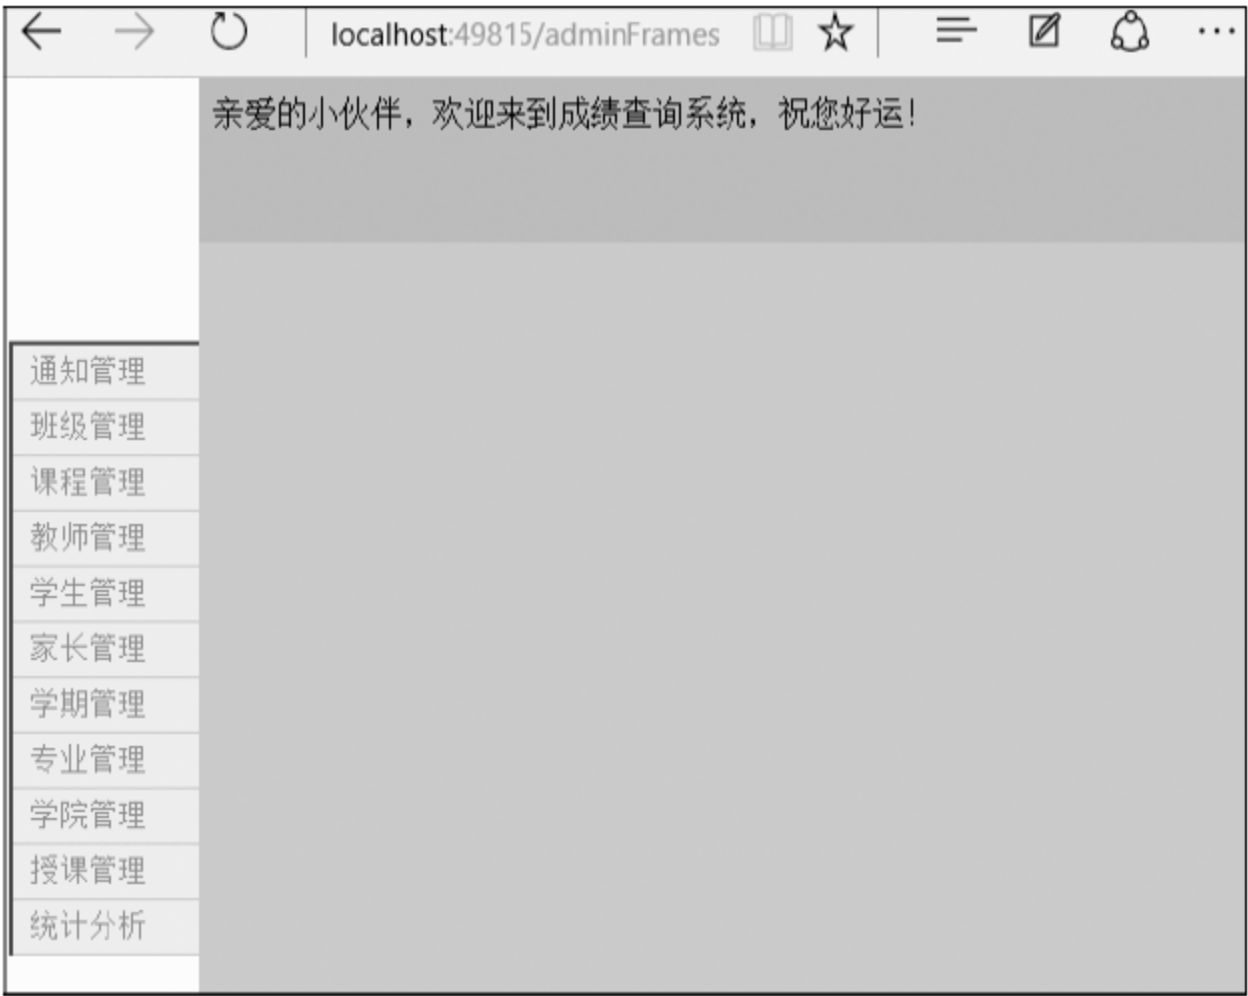 localhost:49815/adminFrames
亲爱的小伙伴，欢迎来到成绩查询系统，祝您好运！
通知管理
班级管理
课程管理
教师管理
学生管理
家长管理
学期管理
专业管理
学院管理
授课管理
统计分析